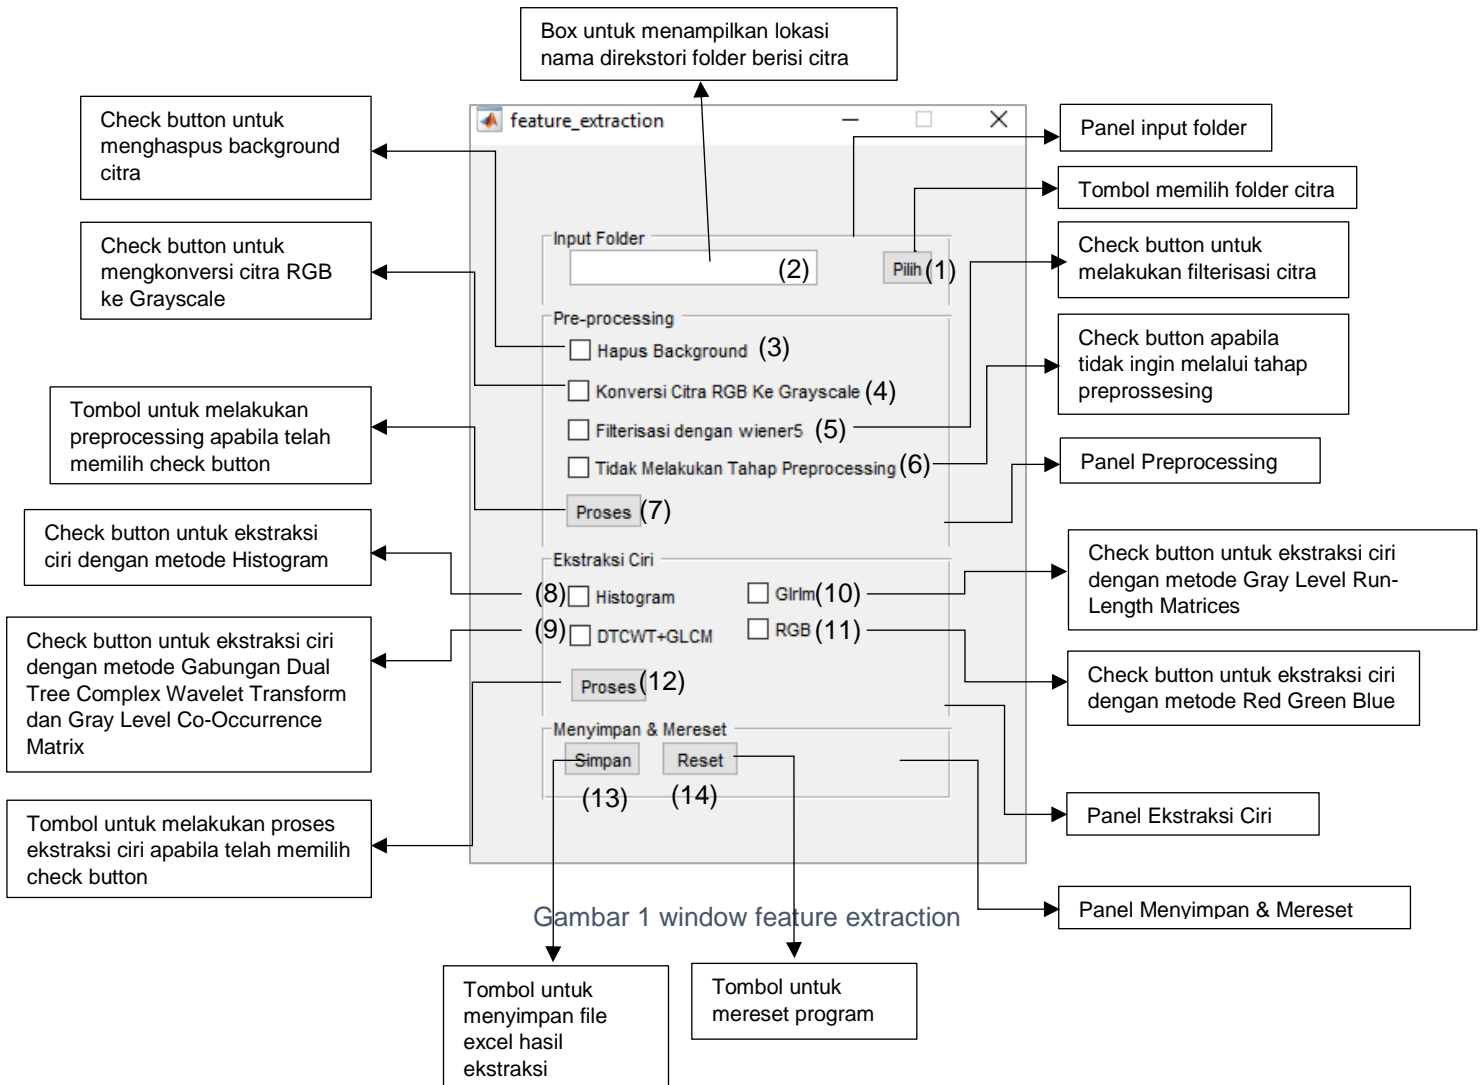 Box untuk menampilkan lokasi
nama direkstori folder berisi citra
Check button untuk
menghaspus background
citra
feature_extraction
Panel input folder
Tombol memilih folder citra
Check button untuk
mengkonversi citra RGB
ke Grayscale
Input Folder
(2)
Pilih
(1)
Check button untuk
melakukan filterisasi citra
Pre-processing
Hapus Background
(3)
Konversi Citra RGB Ke Grayscale
(4)
Filterisasi dengan wiener5
(5)
Tidak Melakukan Tahap Preprocessing
(6)
Proses
(7)
Check button apabila
tidak ingin melalui tahap
preprossesing
Tombol untuk melakukan
preprocessing apabila telah
memilih check button
Panel Preprocessing
Check button untuk ekstraksi
ciri dengan metode Histogram
Ekstraksi Ciri
(8)
Histogram
Glrlm
(10)
(9)
DTCWT+GLCM
RGB
(11)
Proses
(12)
Check button untuk ekstraksi ciri
dengan metode Gray Level Run-
Length Matrices
Check button untuk ekstraksi ciri
dengan metode Gabungan Dual
Tree Complex Wavelet Transform
dan Gray Level Co-Occurrence
Matrix
Check button untuk ekstraksi ciri
dengan metode Red Green Blue
Menyimpan & Mereset
Simpan
Reset
(13)
(14)
Tombol untuk melakukan proses
ekstraksi ciri apabila telah memilih
check button
Panel Ekstraksi Ciri
Panel Menyimpan & Mereset
Gambar 1 window feature extraction
Tombol untuk
menyimpan file
excel hasil
ekstraksi
Tombol untuk
mereset program